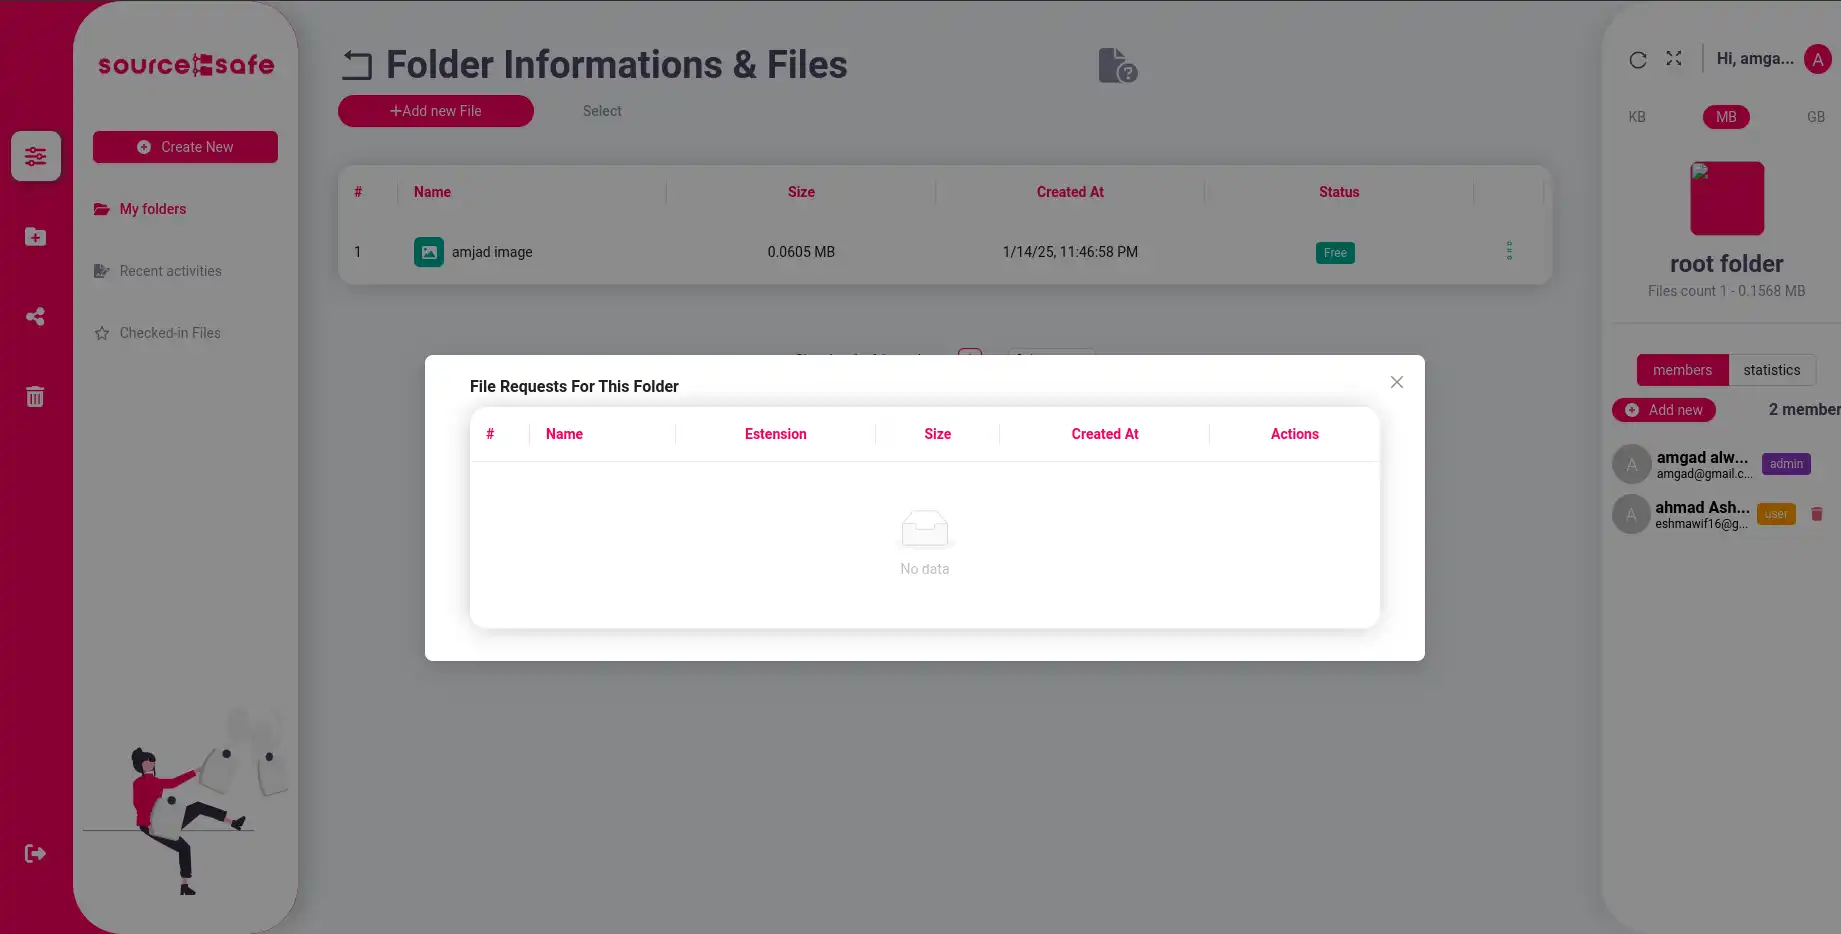 source safe
Create New
My folders
Recent activities
Checked-in Files
Folder Informations & Files
+Add new File
Select
# Name Size Created At Status
1 amjad image 0.0605 MB 1/14/25, 11:46:58 PM Free
File Requests For This Folder
# Name Estension Size Created At Actions
No data
Hi, amga... A
KB MB GB
root folder
Files count 1 - 0.1568 MB
members statistics
Add new 2 member
A amgad alw... admin
amgad@gmail.c...
A ahmad Ash... user
eshmawif16@g...